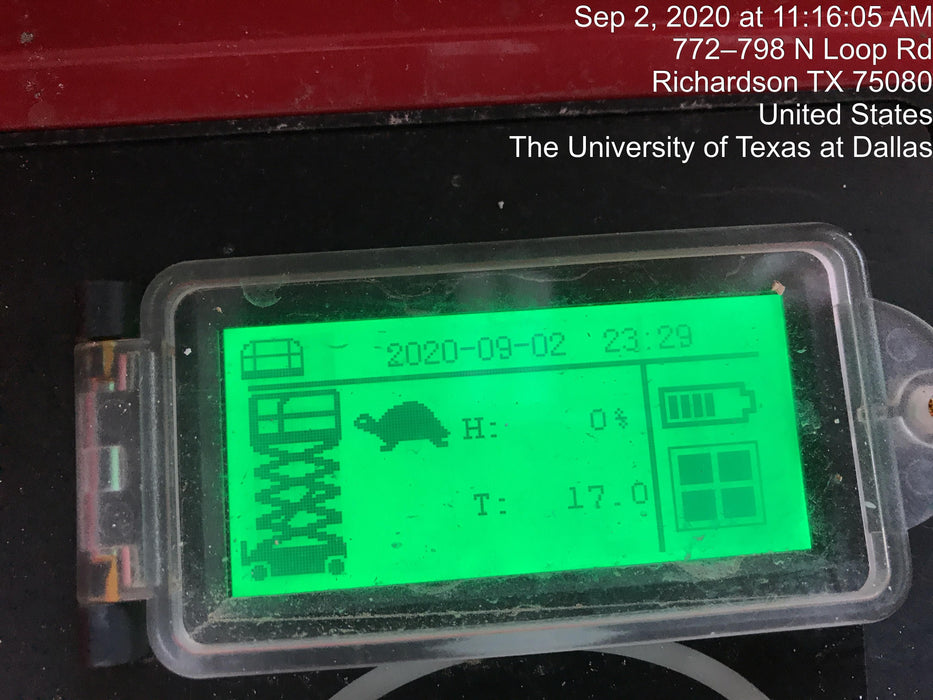 Sep 2, 2020 at 11:16:05 AM
772–798 N Loop Rd
Richardson TX 75080
United States
The University of Texas at Dallas
2020-09-02 23:29
H: 0%
T: 17.0